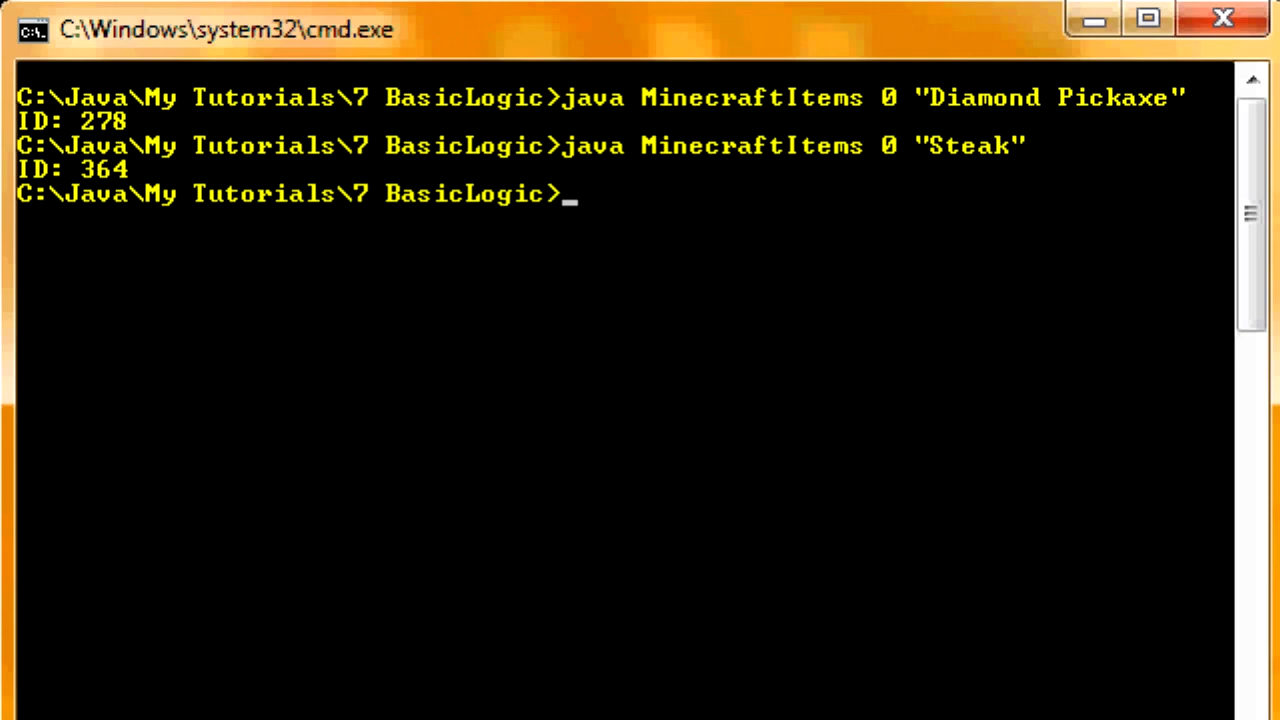 C:\Windows\system32\cmd.exe
C:\Java\My Tutorials\7 BasicLogic>java MinecraftItems 0 "Diamond Pickaxe"
ID: 278
C:\Java\My Tutorials\7 BasicLogic>java MinecraftItems 0 "Steak"
ID: 364
C:\Java\My Tutorials\7 BasicLogic>_